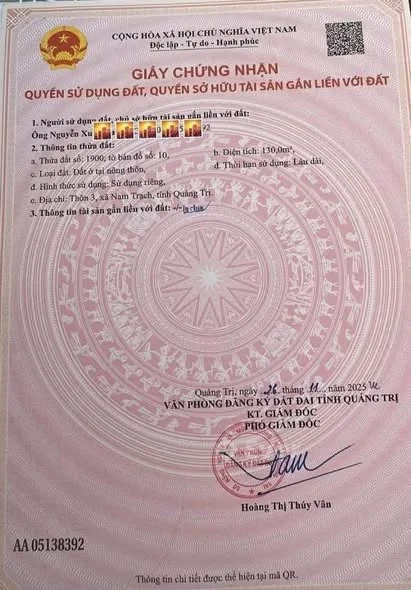 CỘNG HÒA XÃ HỘI CHỦ NGHĨA VIỆT NAM
Độc lập - Tự do - Hạnh phúc
GIẤY CHỨNG NHẬN
QUYỀN SỬ DỤNG ĐẤT, QUYỀN SỞ HỮU TÀI SẢN GẮN LIỀN VỚI ĐẤT
1. Người sử dụng đất, chủ sở hữu tài sản gắn liền với đất:
Ông Nguyễn Xu
2. Thông tin thửa đất:
a. Thửa đất số: 1900; tờ bản đồ số: 10,
b. Diện tích: 130,0m²,
c. Loại đất: Đất ở tại nông thôn,
d. Thời hạn sử dụng: Lâu dài,
đ. Hình thức sử dụng: Sử dụng riêng,
e. Địa chỉ: Thôn 3, xã Nam Trạch, tỉnh Quảng Trị.
3. Thông tin tài sản gắn liền với đất: -/-
Quảng Trị, ngày 26 tháng 11 năm 2025
VĂN PHÒNG ĐĂNG KÝ ĐẤT ĐAI TỈNH QUẢNG TRỊ
KT. GIÁM ĐỐC
PHÓ GIÁM ĐỐC
VĂN PHÒNG
ĐĂNG KÝ ĐẤT
Hoàng Thị Thúy Vân
AA 05138392
Thông tin chi tiết được thể hiện tại mã QR.